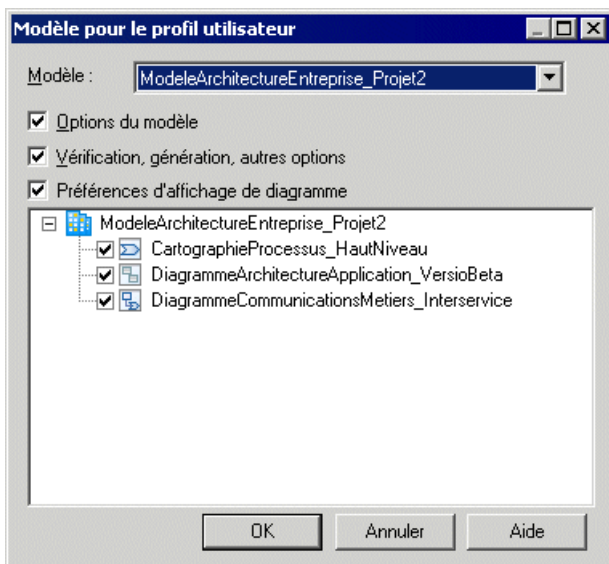 Modèle pour le profil utilisateur
Modèle : ModeleArchitectureEntreprise_Projet2
Options du modèle
Vérification, génération, autres options
Préférences d'affichage de diagramme
ModeleArchitectureEntreprise_Projet2
CartographieProcessus_HautNiveau
DiagrammeArchitectureApplication_VersioBeta
DiagrammeCommunicationsMetiers_Interservice
OK Annuler Aide